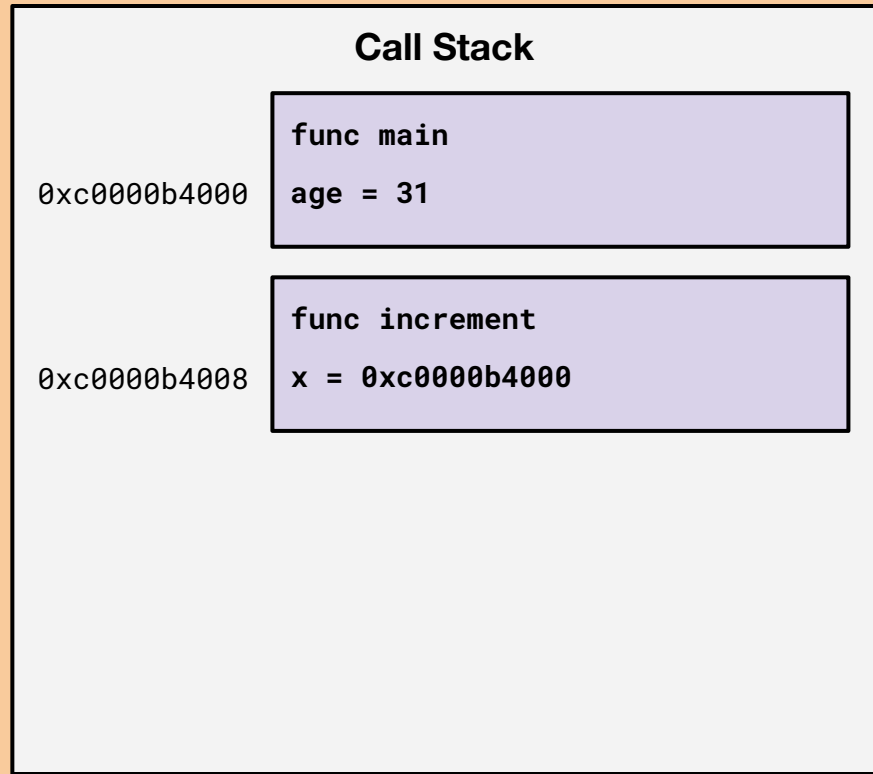 Call Stack
func main
0xc0000b4000 age = 31
func increment
0xc0000b4008 x = 0xc0000b4000